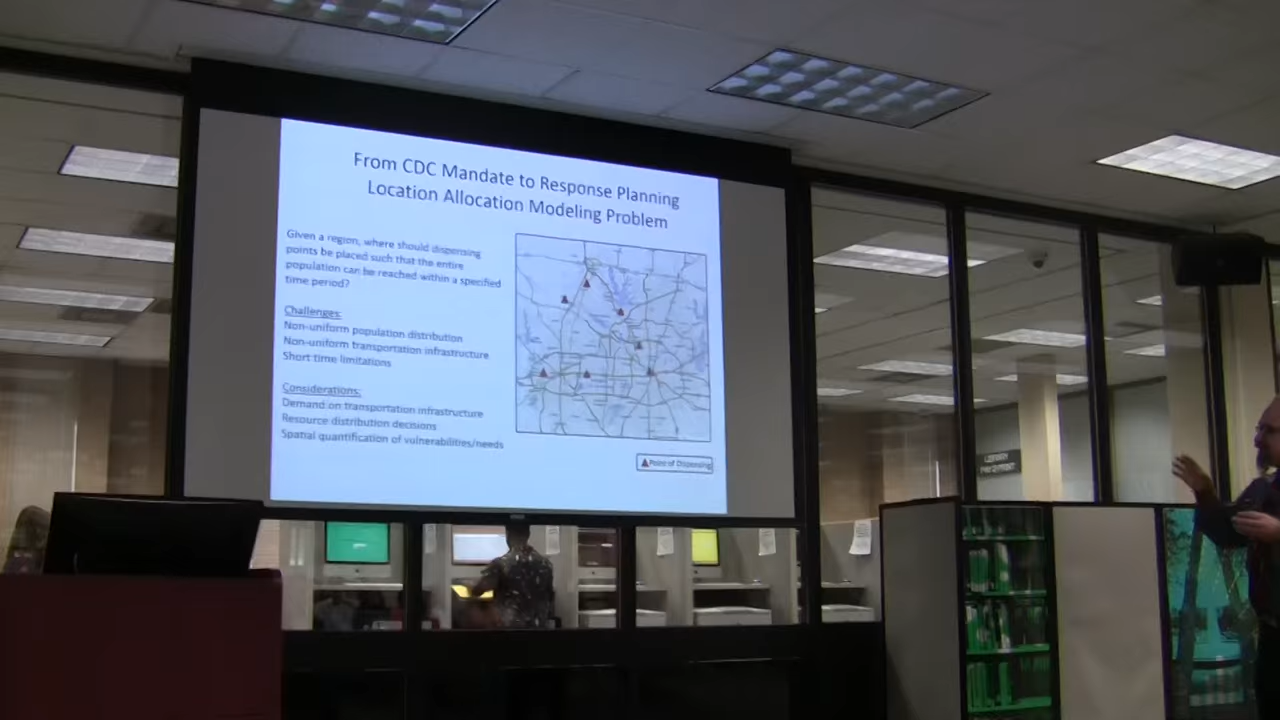 From CDC Mandate to Response Planning
Location Allocation Modeling Problem
Given a region, where should dispensing
points be placed such that the entire
population can be reached within a specified
time period?
Challenges:
Non-uniform population distribution
Non-uniform transportation infrastructure
Short time limitations
Considerations:
Demand on transportation infrastructure
Resource distribution decisions
Spatial quantification of vulnerabilities/needs
Point of Dispensing
LIBRARY